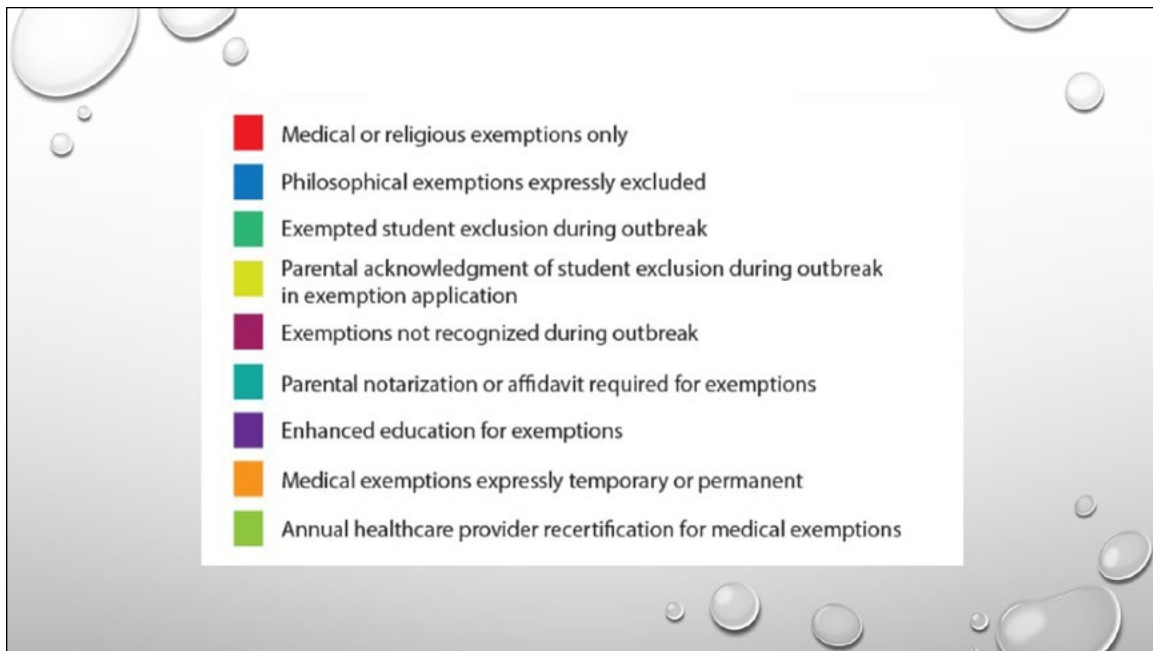 Medical or religious exemptions only
Philosophical exemptions expressly excluded
Exempted student exclusion during outbreak
Parental acknowledgment of student exclusion during outbreak
in exemption application
Exemptions not recognized during outbreak
Parental notarization or affidavit required for exemptions
Enhanced education for exemptions
Medical exemptions expressly temporary or permanent
Annual healthcare provider recertification for medical exemptions